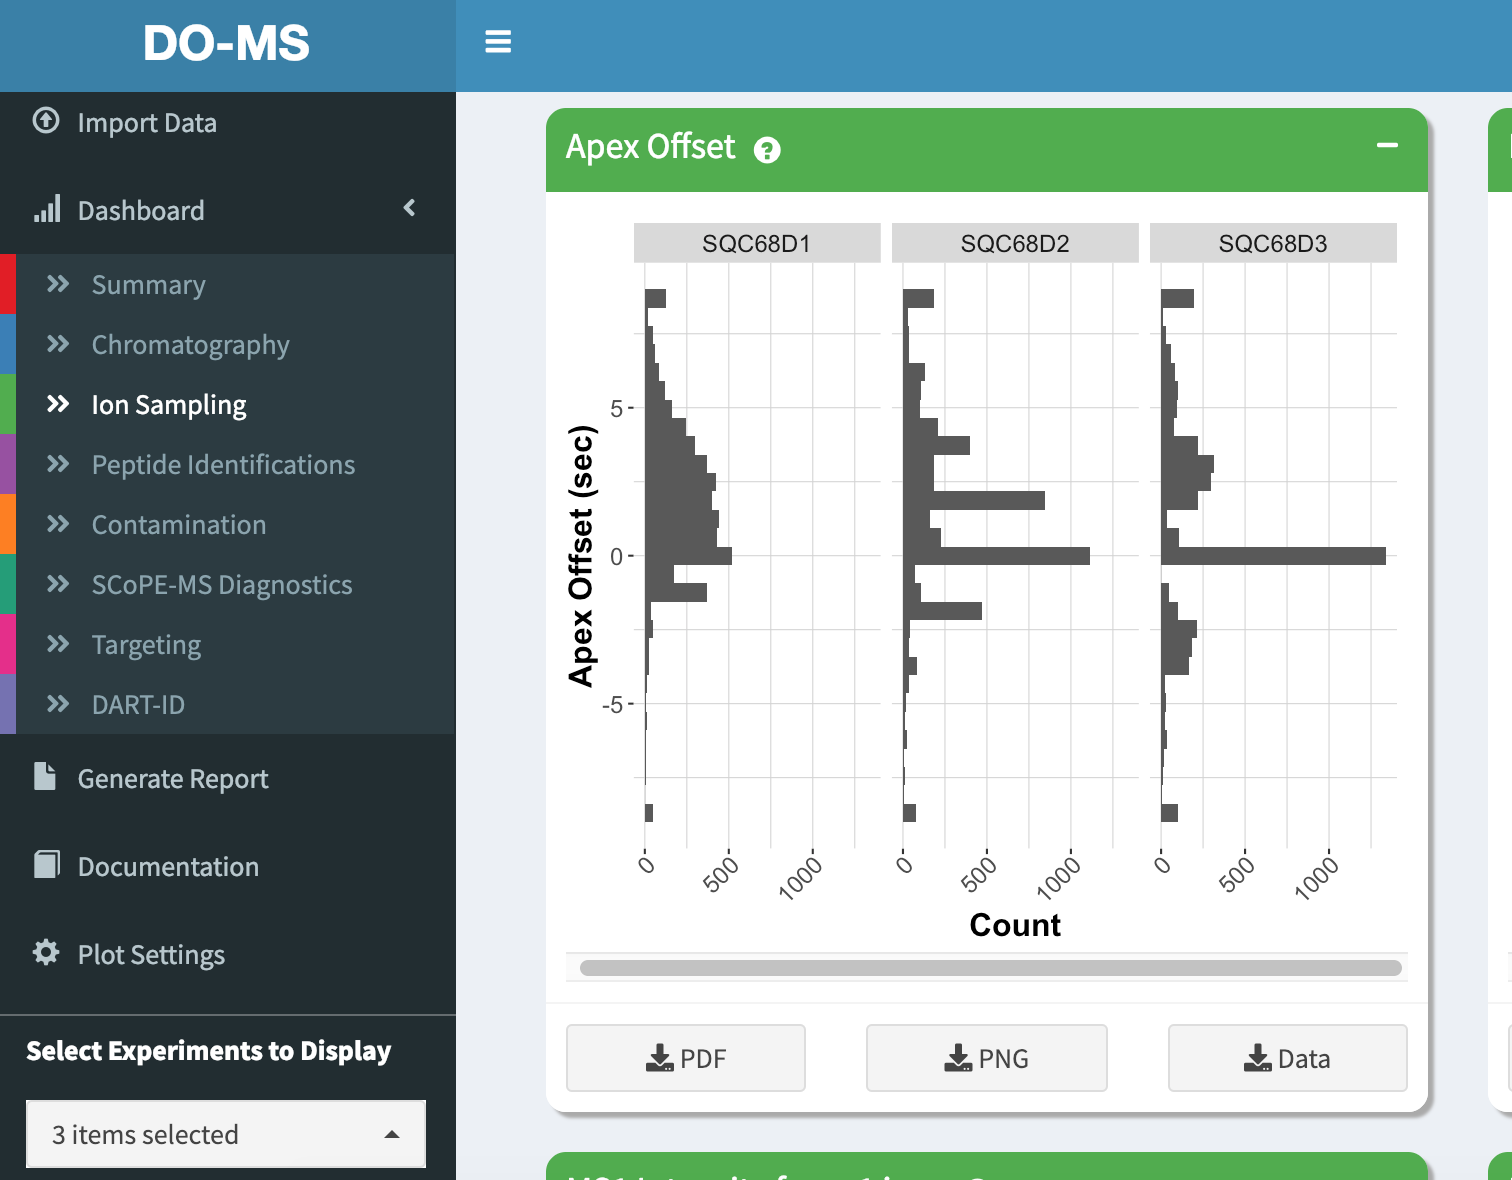 DO-MS
Import Data
Dashboard
Summary
Chromatography
Ion Sampling
Peptide Identifications
Contamination
SCoPE-MS Diagnostics
Targeting
DART-ID
Generate Report
Documentation
Plot Settings
Select Experiments to Display
3 items selected
Apex Offset ?
SQC68D1 SQC68D2 SQC68D3
Apex Offset (sec)
5
0
-5
0 500 1000 0 500 1000 0 500 1000
Count
PDF PNG Data